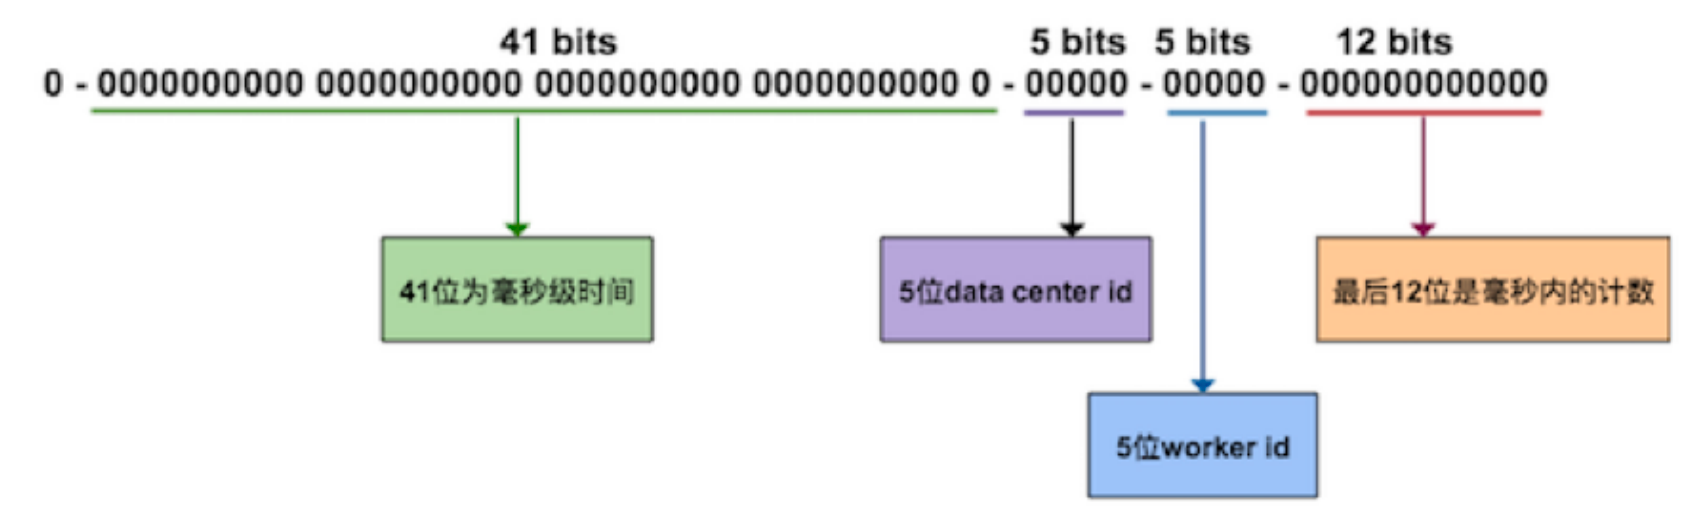 41 bits 5 bits 5 bits 12 bits
0 - 0000000000 0000000000 0000000000 0000000000 0 - 00000 - 00000 - 000000000000
41位为毫秒级时间 5位data center id 最后12位是毫秒内的计数
5位worker id